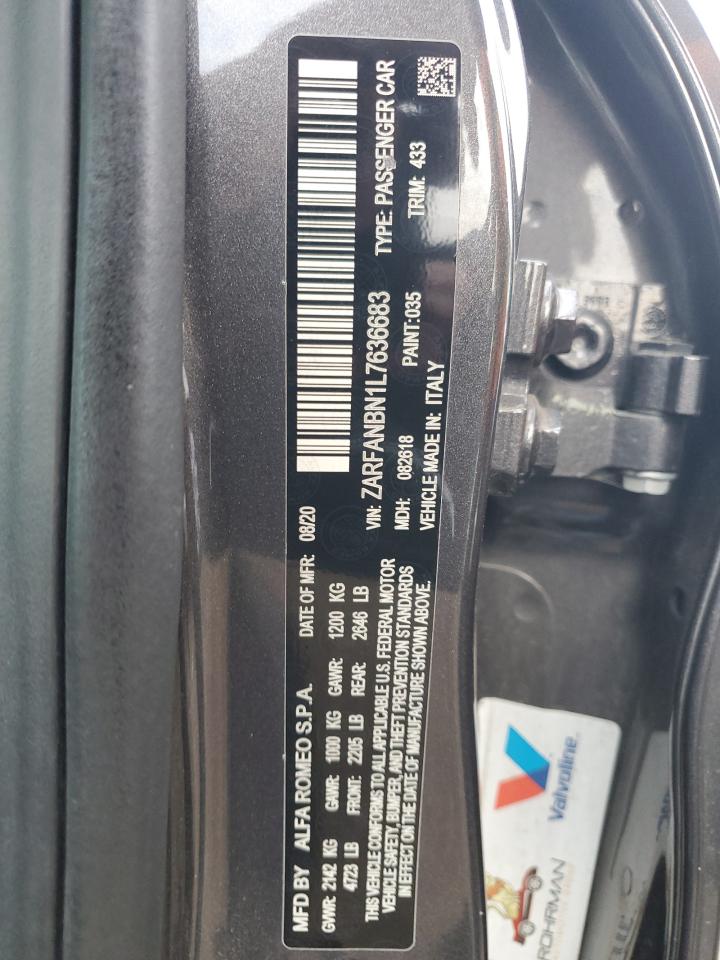 MFD BY ALFA ROMEO S.P.A. DATE OF MFR: 08/20
GVWR: 2142 KG GAWR: 1000 KG GAWR: 1200 KG
4723 LB FRONT: 2205 LB REAR: 2646 LB
THIS VEHICLE CONFORMS TO ALL APPLICABLE U.S. FEDERAL MOTOR
VEHICLE SAFETY, BUMPER, AND THEFT PREVENTION STANDARDS
IN EFFECT ON THE DATE OF MANUFACTURE SHOWN ABOVE.
VIN: ZARFANBN1L7636683 TYPE: PASSENGER CAR
MDH: 082618 PAINT:035 TRIM: 433
VEHICLE MADE IN: ITALY
Valvoline
ROHRMAN